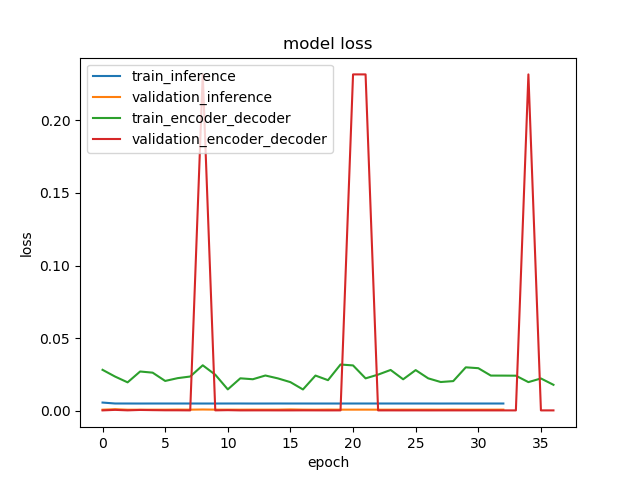 model loss
train_inference
validation_inference
train_encoder_decoder
validation_encoder_decoder
0.20
0.15
0.10
0.05
0.00
loss
0 5 10 15 20 25 30 35
epoch